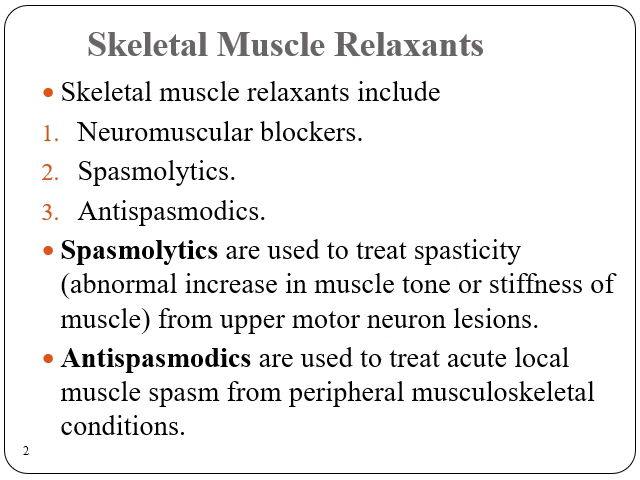 Skeletal Muscle Relaxants
• Skeletal muscle relaxants include
1. Neuromuscular blockers.
2. Spasmolytics.
3. Antispasmodics.
• Spasmolytics are used to treat spasticity
(abnormal increase in muscle tone or stiffness of
muscle) from upper motor neuron lesions.
• Antispasmodics are used to treat acute local
muscle spasm from peripheral musculoskeletal
conditions.
2